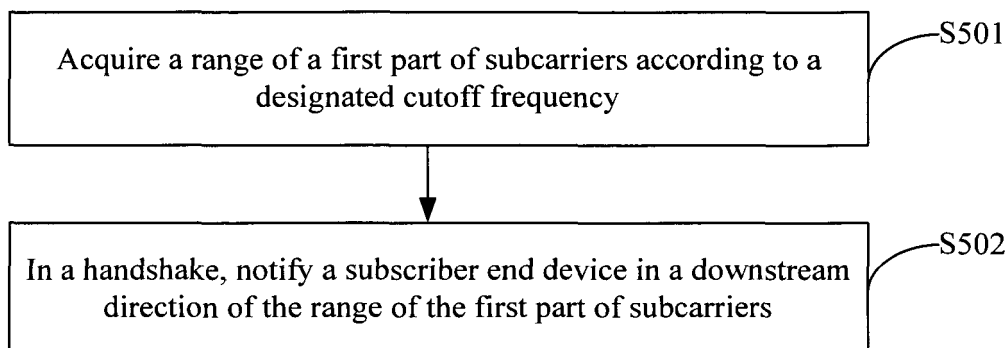 Acquire a range of a first part of subcarriers according to a
designated cutoff frequency
S501
In a handshake, notify a subscriber end device in a downstream
direction of the range of the first part of subcarriers
S502